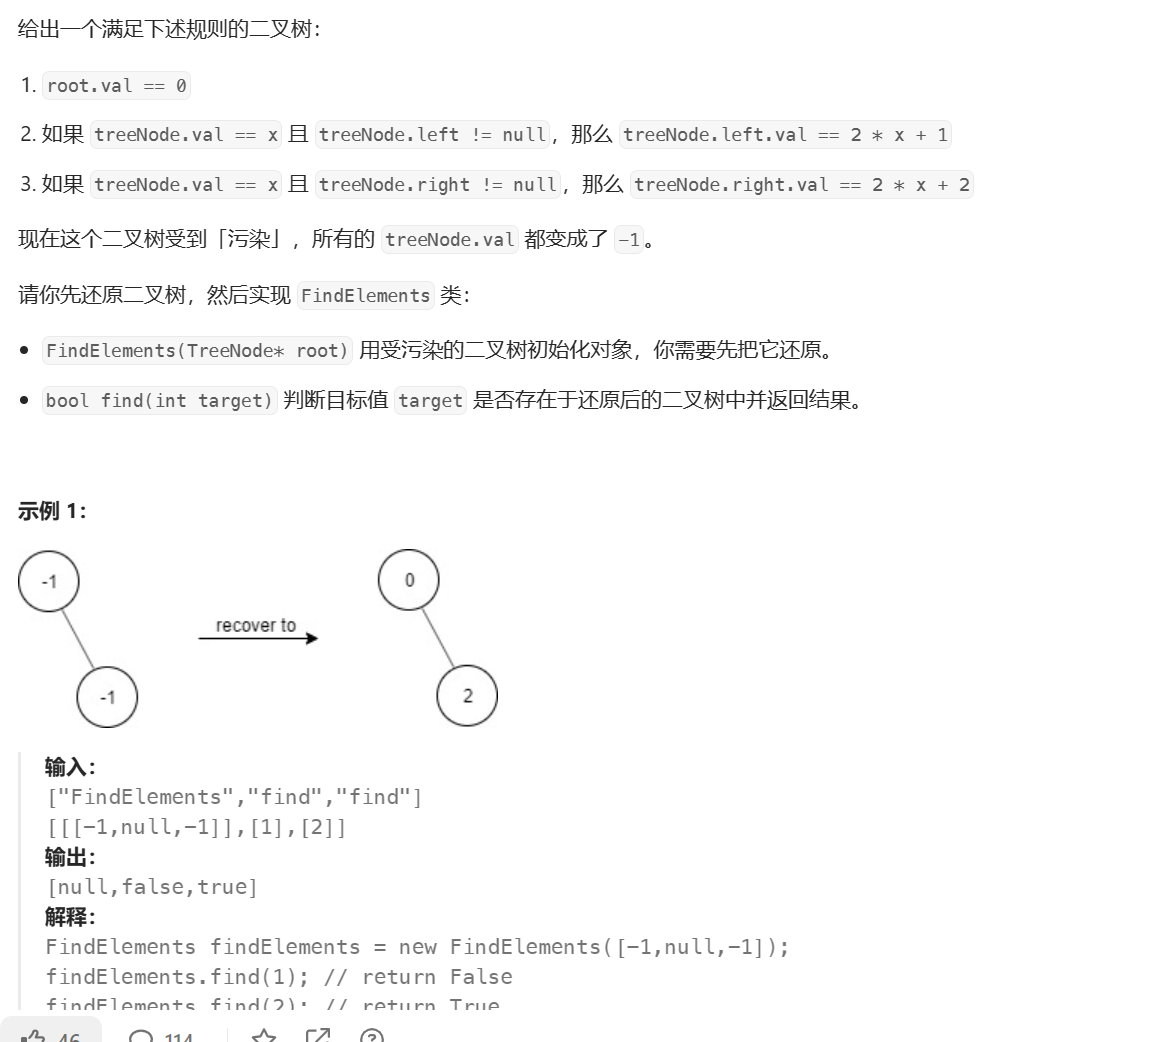 给出一个满足下述规则的二叉树：
1. root.val == 0
2. 如果 treeNode.val == x 且 treeNode.left != null，那么 treeNode.left.val == 2 * x + 1
3. 如果 treeNode.val == x 且 treeNode.right != null，那么 treeNode.right.val == 2 * x + 2
现在这个二叉树受到「污染」，所有的 treeNode.val 都变成了 -1。
请你先还原二叉树，然后实现 FindElements 类：
• FindElements(TreeNode* root) 用受污染的二叉树初始化对象，你需要先把它还原。
• bool find(int target) 判断目标值 target 是否存在于还原后的二叉树中并返回结果。
示例 1：
-1
0
recover to
-1
2
输入：
["FindElements","find","find"]
[[[-1,null,-1]],[1],[2]]
输出：
[null,false,true]
解释：
FindElements findElements = new FindElements([-1,null,-1]);
findElements.find(1); // return False
findElements.find(2); // return True
46
114